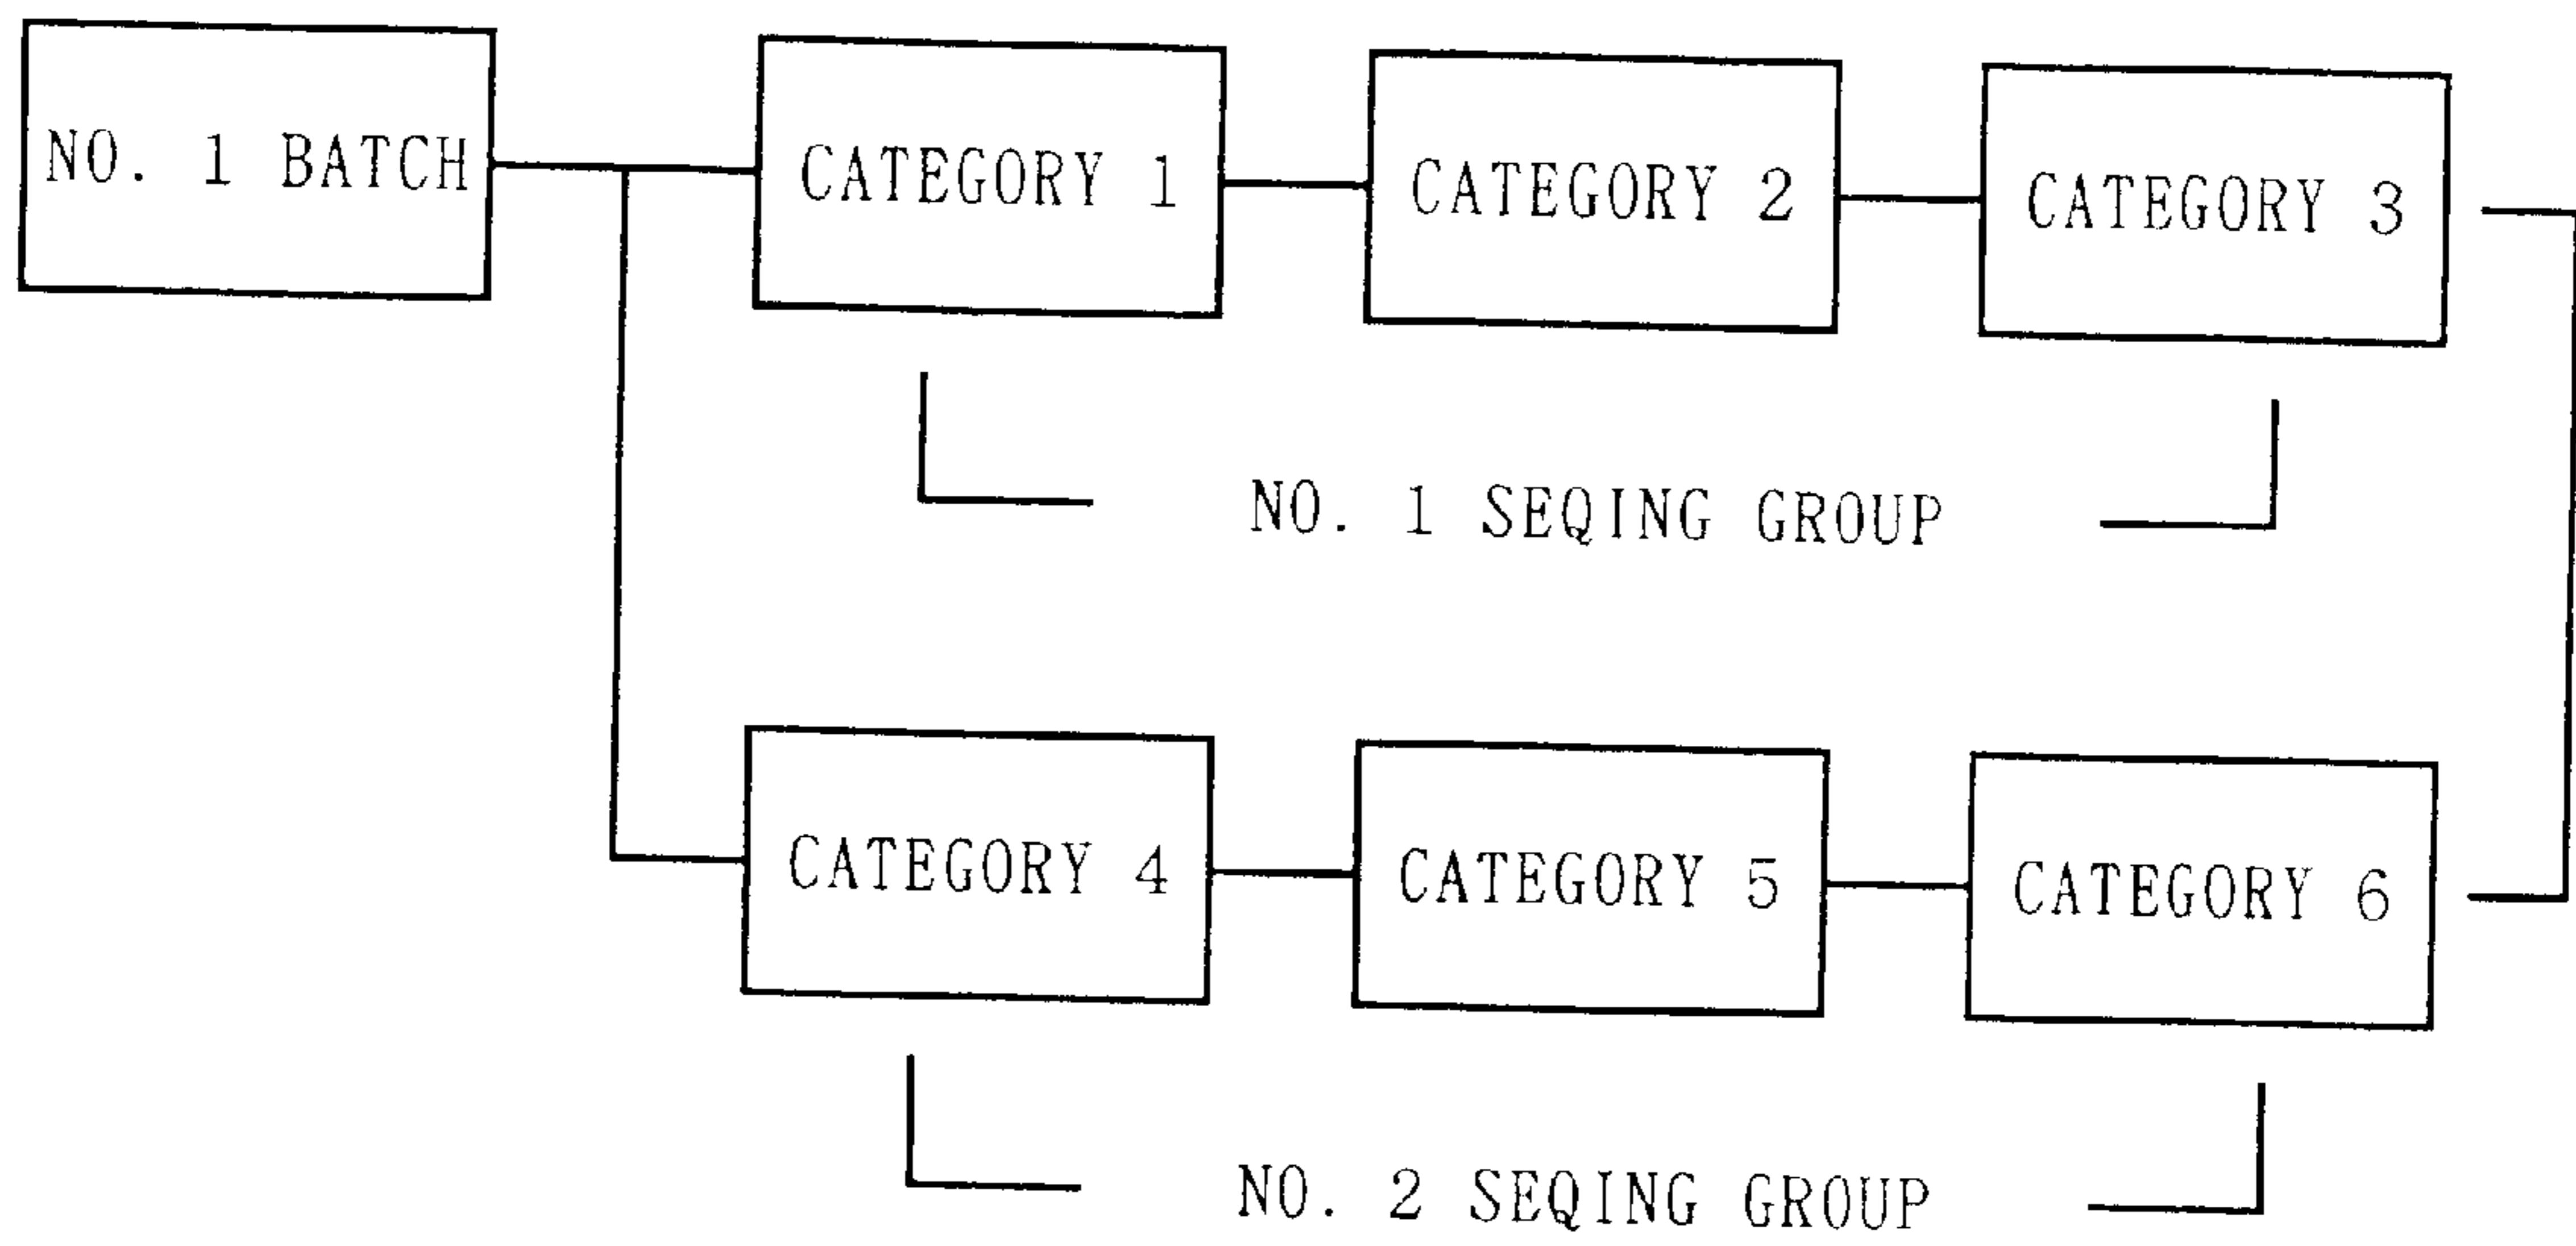 NO. 1 BATCH
CATEGORY 1
CATEGORY 2
CATEGORY 3
NO. 1 SEQING GROUP
CATEGORY 4
CATEGORY 5
CATEGORY 6
NO. 2 SEQING GROUP